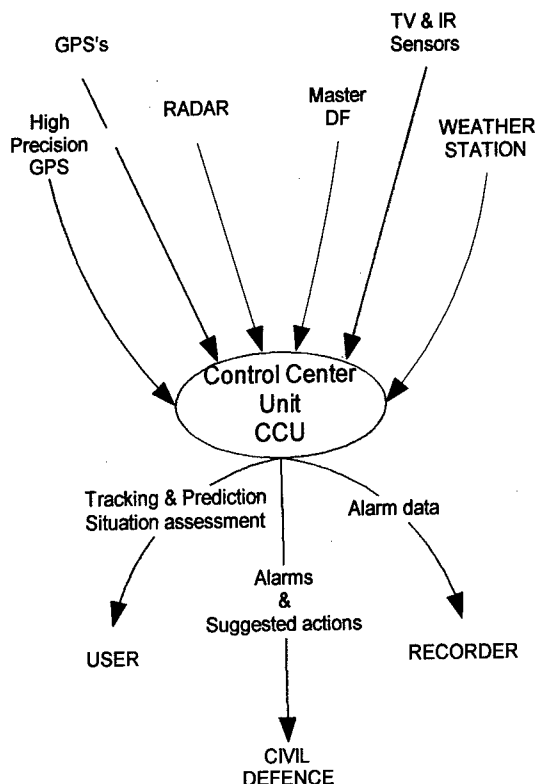 GPS's
TV & IR
Sensors
High
Precision
GPS
RADAR
Master
DF
WEATHER
STATION
Control Center
Unit
CCU
Tracking & Prediction
Situation assessment
Alarm data
Alarms
&
Suggested actions
USER
RECORDER
CIVIL
DEFENCE